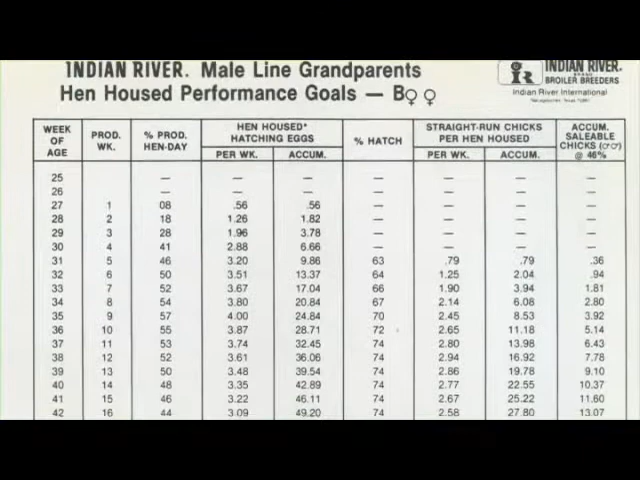 INDIAN RIVER. Male Line Grandparents
Hen Housed Performance Goals — B♀♀
IR INDIAN RIVER.
BRAND
BROILER BREEDERS
Indian River International
WEEK OF AGE PROD. WK. % PROD. HEN-DAY HEN HOUSED* HATCHING EGGS PER WK. ACCUM. % HATCH STRAIGHT-RUN CHICKS PER HEN HOUSED PER WK. ACCUM. ACCUM. SALEABLE CHICKS (♂♂) @ 46%
25 — — — — — — — —
26 — — — — — — — —
27 1 08 .56 .56 — — — —
28 2 18 1.26 1.82 — — — —
29 3 28 1.96 3.78 — — — —
30 4 41 2.88 6.66 — — — —
31 5 46 3.20 9.86 63 .79 .79 .36
32 6 50 3.51 13.37 64 1.25 2.04 .94
33 7 52 3.67 17.04 66 1.90 3.94 1.81
34 8 54 3.80 20.84 67 2.14 6.08 2.80
35 9 57 4.00 24.84 70 2.45 8.53 3.92
36 10 55 3.87 28.71 72 2.65 11.18 5.14
37 11 53 3.74 32.45 74 2.80 13.98 6.43
38 12 52 3.61 36.06 74 2.94 16.92 7.78
39 13 50 3.48 39.54 74 2.86 19.78 9.10
40 14 48 3.35 42.89 74 2.77 22.55 10.37
41 15 46 3.22 46.11 74 2.67 25.22 11.60
42 16 44 3.09 49.20 74 2.58 27.80 13.07